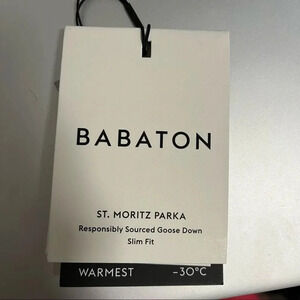 BABATON
ST. MORITZ PARKA
Responsibly Sourced Goose Down
Slim Fit
WARMEST -30°C